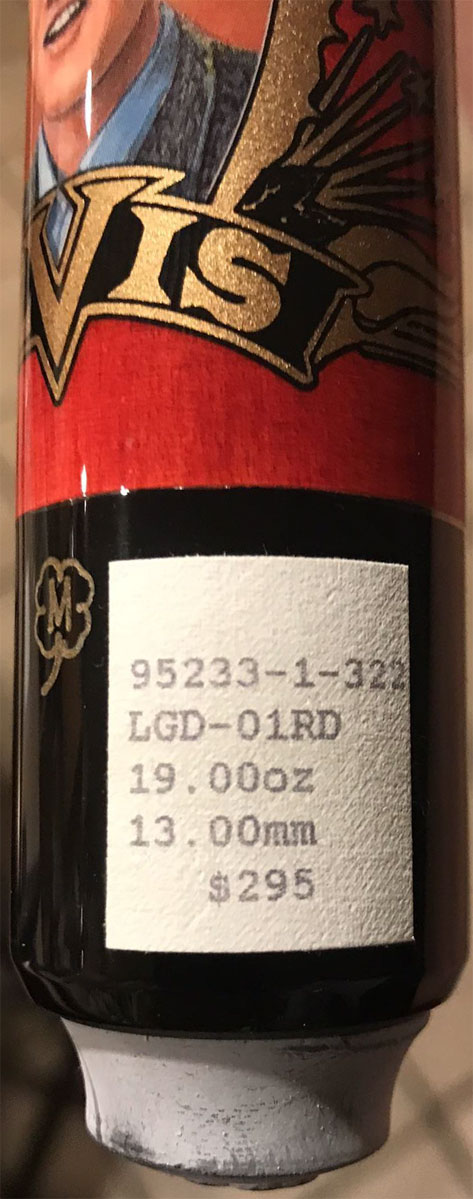 VIS
M
95233-1-322
LGD-01RD
19.00oz
13.00mm
$295